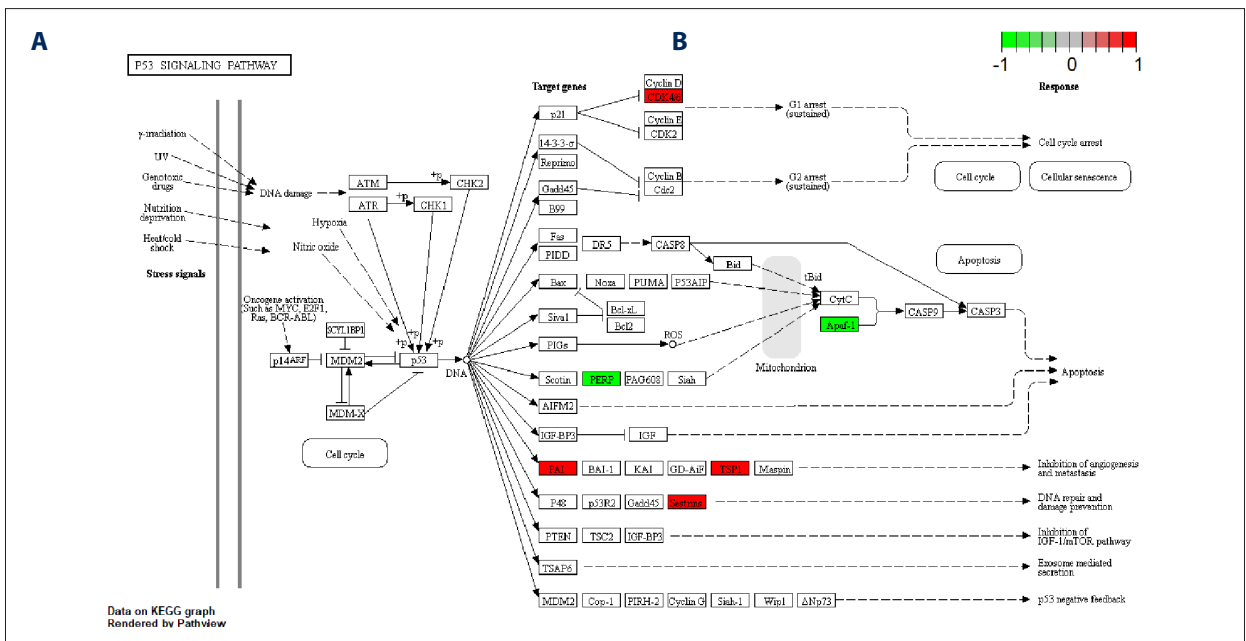 A
B
P53 SIGNALING PATHWAY
-1 0 1
Target genes
Response
Cyclin D
CDK4/6
p21
Cyclin E
CDK2
G1 arrest
(sustained)
14-3-3-σ
Reprimo
Cyclin B
Cdc2
G2 arrest
(sustained)
Gadd45
B99
Cell cycle arrest
Cell cycle
Cellular senescence
γ-irradiation
UV
Genotoxic
drugs
Nutrition
deprivation
Heat/cold
shock
Stress signals
DNA damage
ATM
+p
CHK2
ATR
+p
CHK1
Hypoxia
Nitric oxide
Fas
PIDD
DR5
CASP8
Bid
tBid
Bax
Noxa
PUMA
P53AIP
Mitochondrion
CytC
Apaf-1
CASP9
CASP3
Apoptosis
Siva1
Bcl-xL
Bcl2
PIGs
ROS
Oncogene activation
(Such as MYC, E2F1,
Ras, BCR-ABL)
SCYL1BP1
p14ARF
MDM2
+p
+p
+p
p53
DNA
MDM-X
Cell cycle
Scotin
PERP
PAG608
Siah
Apoptosis
AIFM2
IGF-BP3
IGF
PAI
BAI-1
KAI
GD-AiF
TSP1
Maspin
Inhibition of angiogenesis
and metastasis
P48
p53R2
Gadd45
Sestrins
DNA repair and
damage prevention
PTEN
TSC2
IGF-BP3
Inhibition of
IGF-1/mTOR pathway
TSAP6
Exosome mediated
secretion
MDM2
Cop-1
PIRH-2
Cyclin G
Siah-1
Wip1
ΔNp73
p53 negative feedback
Data on KEGG graph
Rendered by Pathview